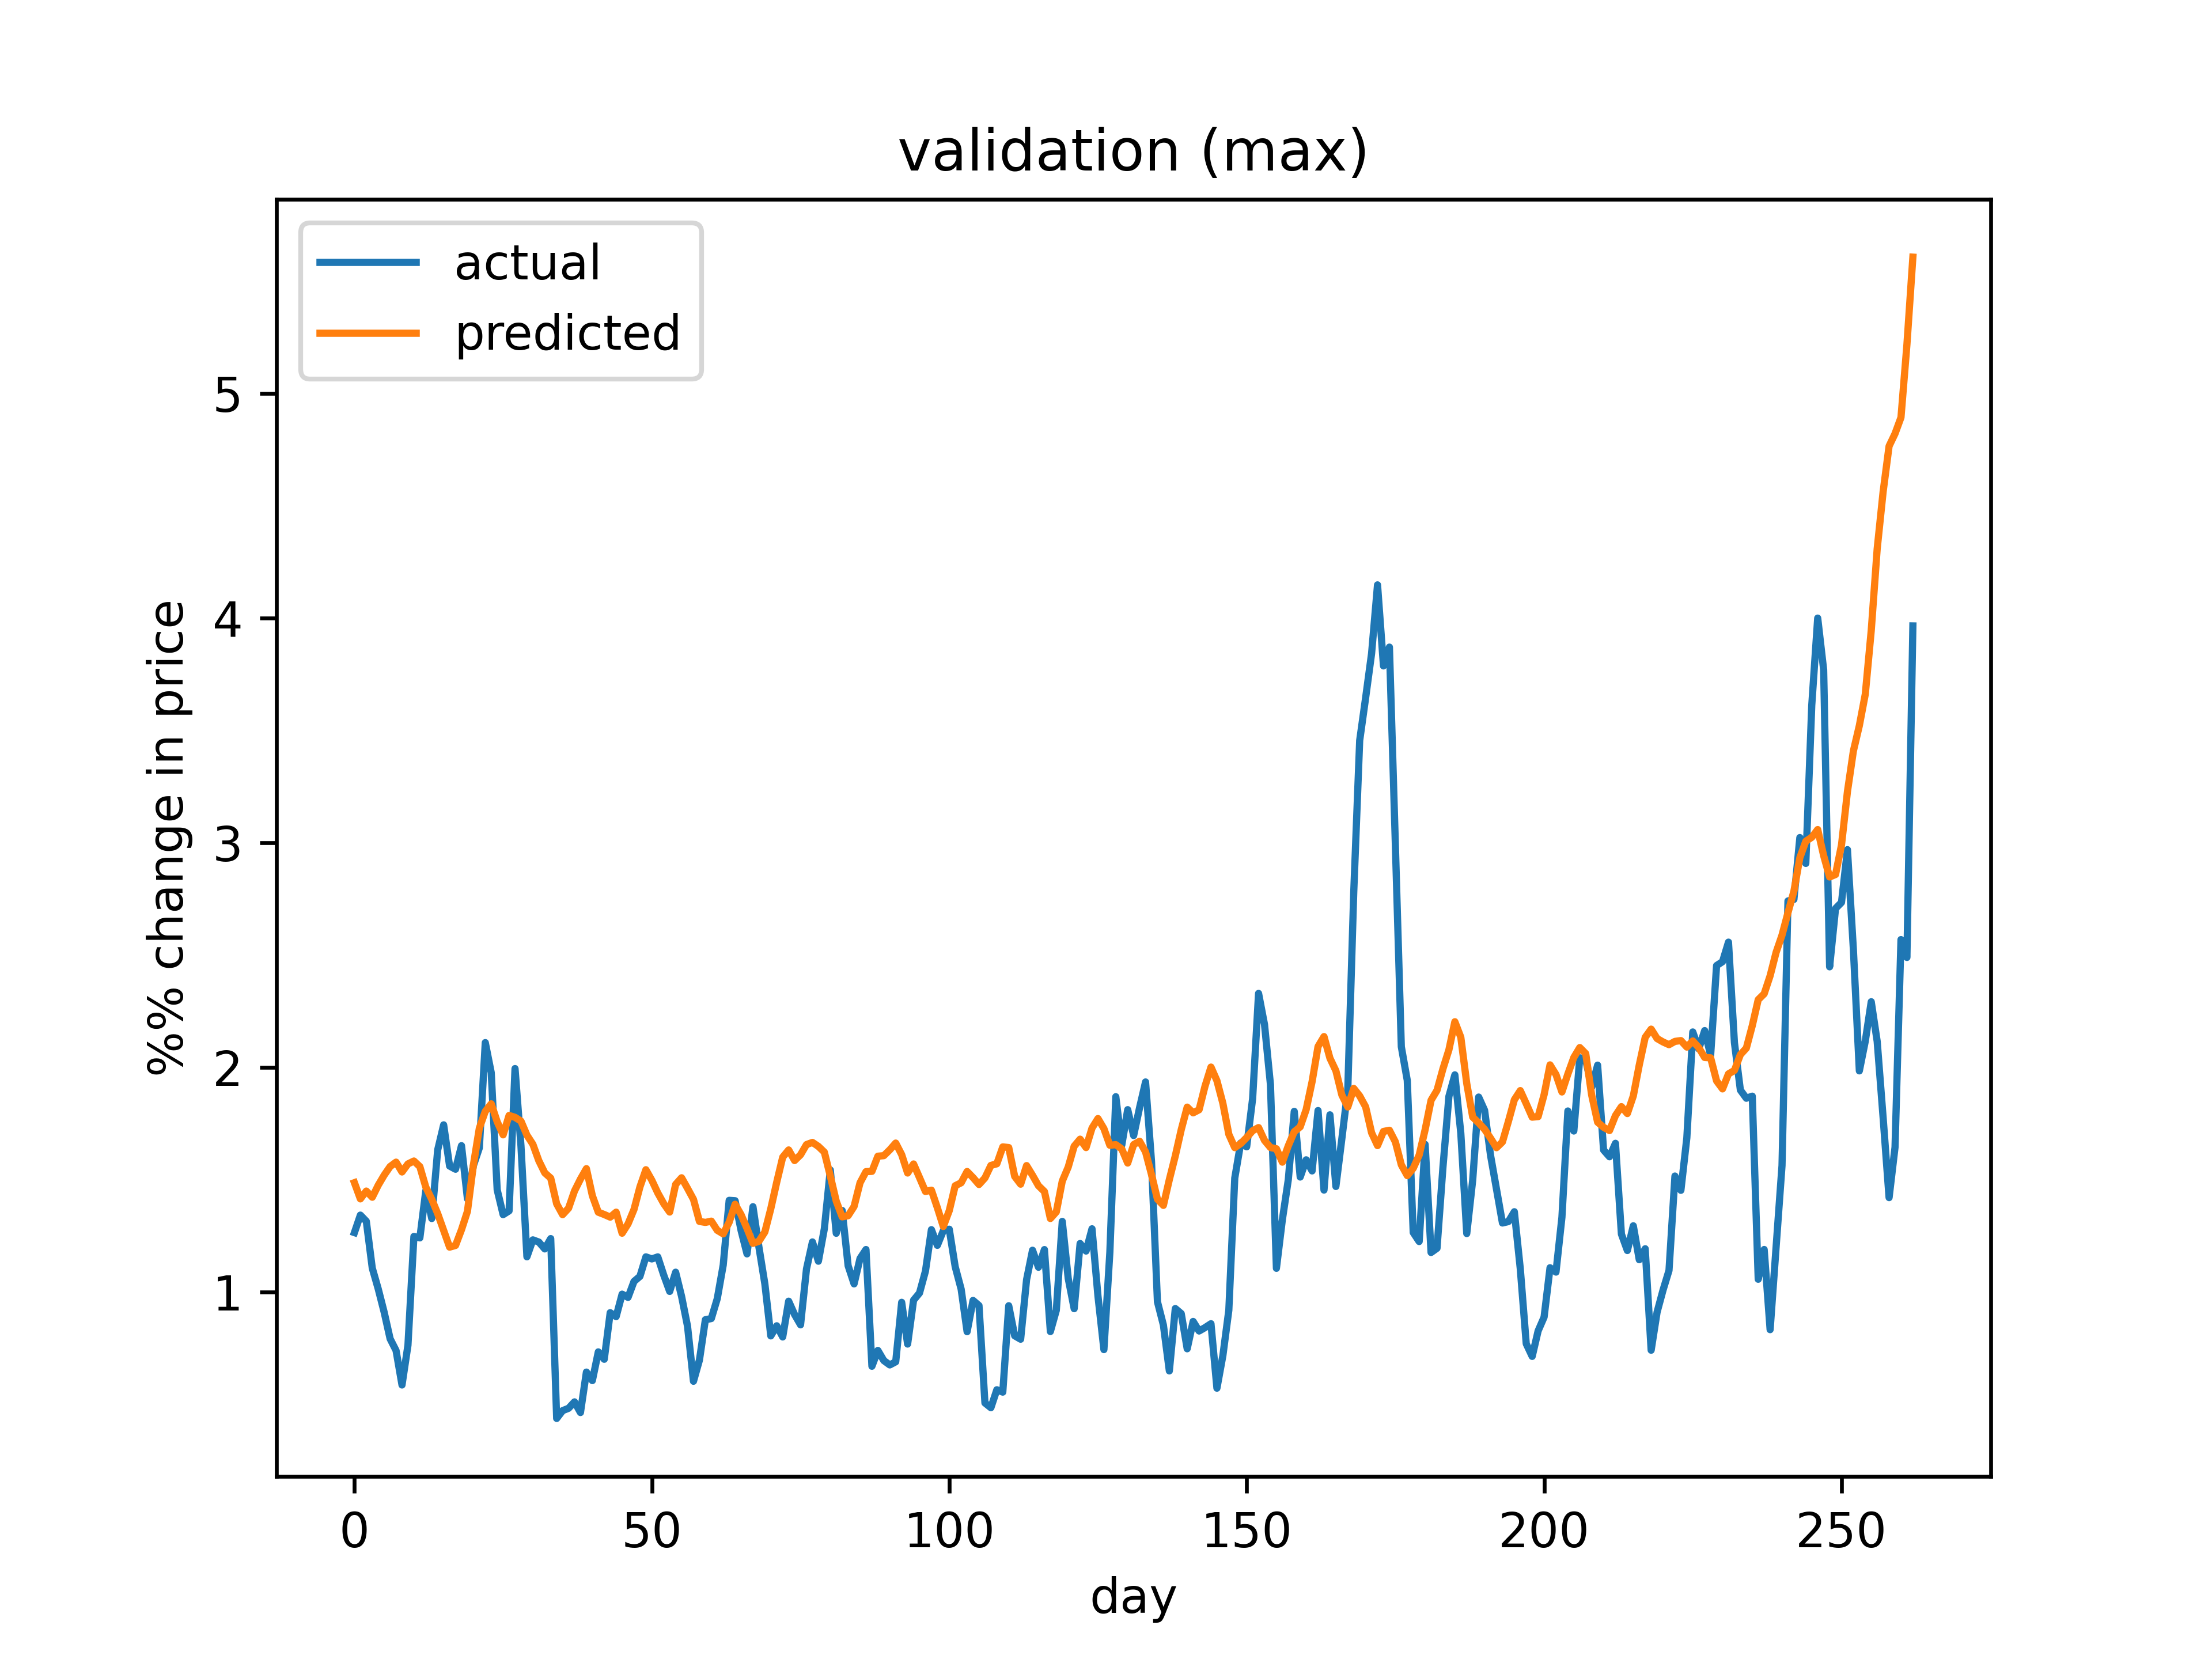 validation (max)
actual
predicted
%% change in price
5
4
3
2
1
0 50 100 150 200 250
day